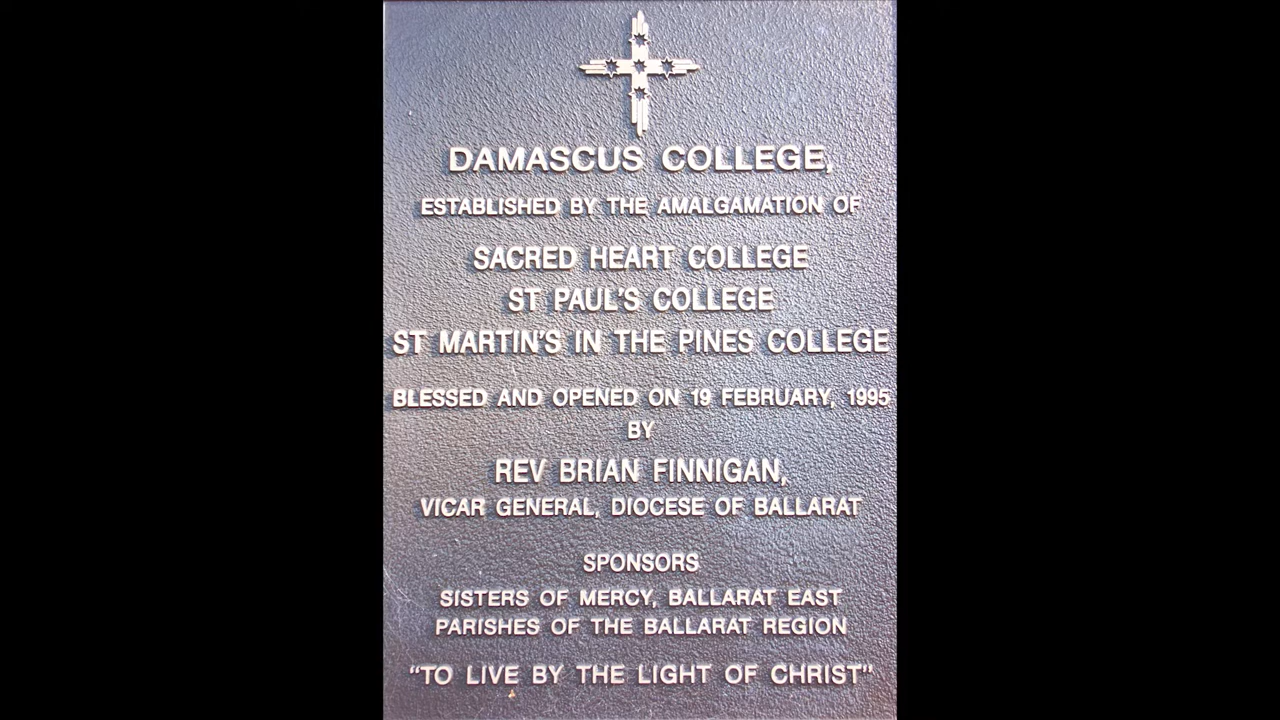 DAMASCUS COLLEGE,
ESTABLISHED BY THE AMALGAMATION OF
SACRED HEART COLLEGE
ST PAUL'S COLLEGE
ST MARTIN'S IN THE PINES COLLEGE
BLESSED AND OPENED ON 19 FEBRUARY, 1995
BY
REV BRIAN FINNIGAN,
VICAR GENERAL, DIOCESE OF BALLARAT
SPONSORS
SISTERS OF MERCY, BALLARAT EAST
PARISHES OF THE BALLARAT REGION
"TO LIVE BY THE LIGHT OF CHRIST"